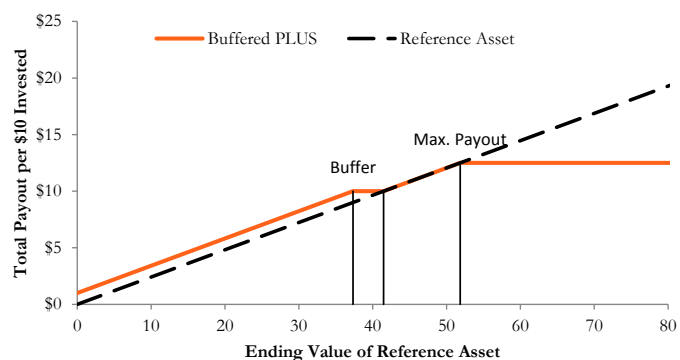 $25
Buffered PLUS
Reference Asset
$20
$15
Max. Payout
Buffer
$10
$5
$0
0 10 20 30 40 50 60 70 80
Total Payout per $10 Invested
Ending Value of Reference Asset